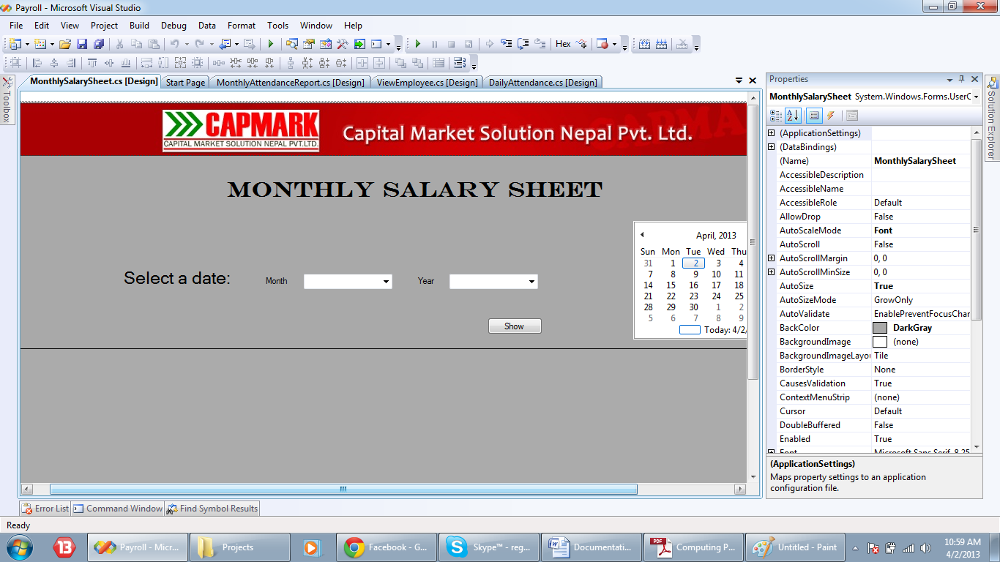 Payroll - Microsoft Visual Studio
File Edit View Project Build Debug Data Format Tools Window Help
Hex
MonthlySalarySheet.cs [Design] Start Page MonthlyAttendanceReport.cs [Design] ViewEmployee.cs [Design] DailyAttendance.cs [Design]
Toolbox
CAPMARK
CAPITAL MARKET SOLUTION NEPAL PVT.LTD.
Capital Market Solution Nepal Pvt. Ltd.
MONTHLY SALARY SHEET
Select a date: Month Year
Show
April, 2013
Sun Mon Tue Wed Thu
31 1 2 3 4
7 8 9 10 11
14 15 16 17 18
21 22 23 24 25
28 29 30 1 2
5 6 7 8 9
Today: 4/2/
Properties
MonthlySalarySheet System.Windows.Forms.UserC
(ApplicationSettings)
(DataBindings)
(Name) MonthlySalarySheet
AccessibleDescription
AccessibleName
AccessibleRole Default
AllowDrop False
AutoScaleMode Font
AutoScroll False
AutoScrollMargin 0, 0
AutoScrollMinSize 0, 0
AutoSize True
AutoSizeMode GrowOnly
AutoValidate EnablePreventFocusChar
BackColor DarkGray
BackgroundImage (none)
BackgroundImageLayou Tile
BorderStyle None
CausesValidation True
ContextMenuStrip (none)
Cursor Default
DoubleBuffered False
Enabled True
Font Microsoft Sans Serif, 8.25
(ApplicationSettings)
Maps property settings to an application
configuration file.
Solution Explorer
Error List Command Window Find Symbol Results
Ready
13 Payroll - Micr... Projects Facebook - G... Skype™ - reg... Documentati... PDF Computing P... Untitled - Paint
10:59 AM
4/2/2013